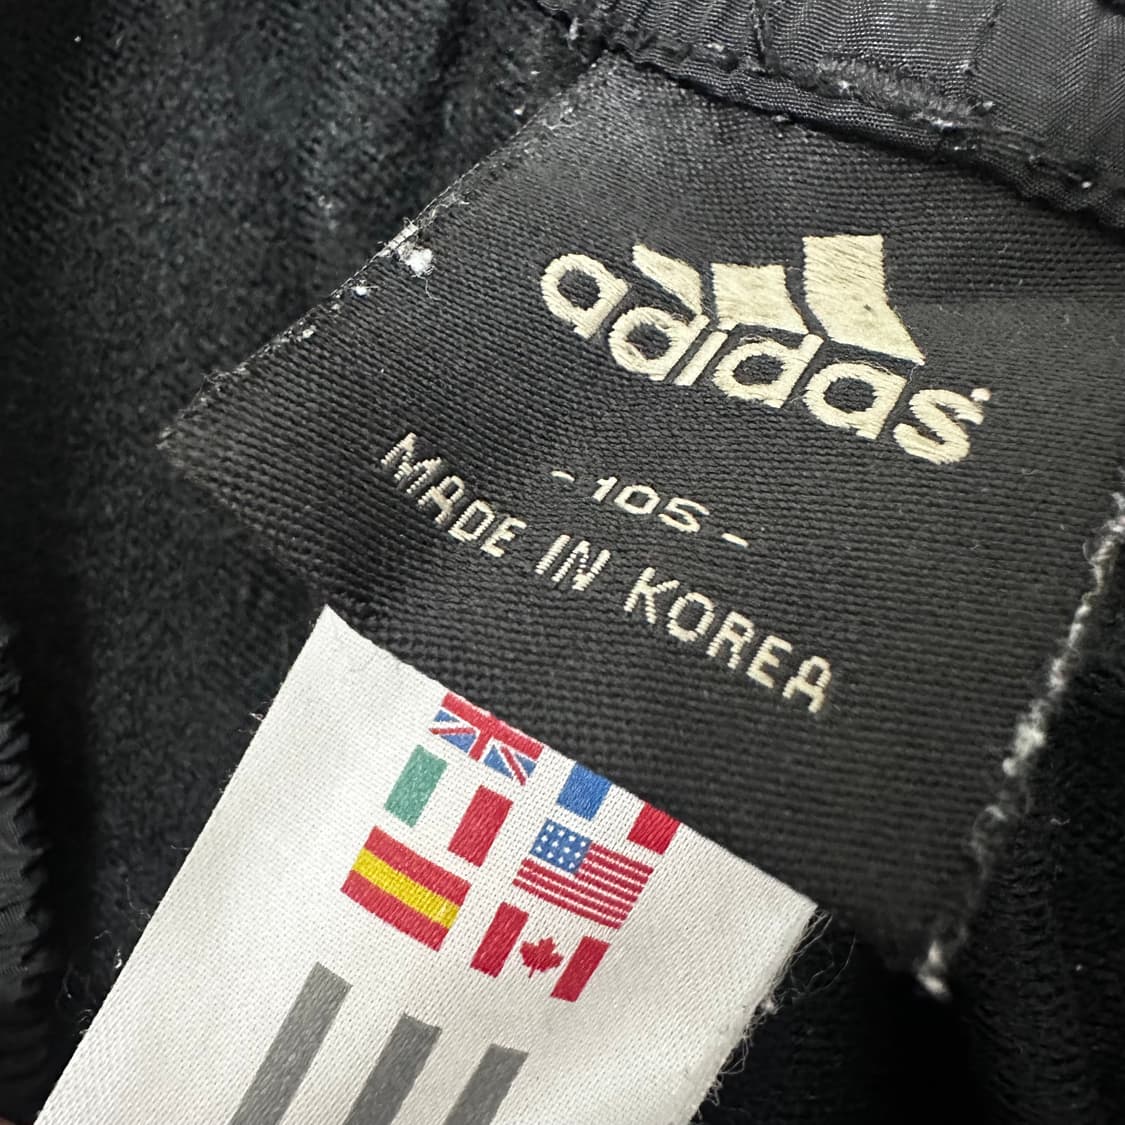 adidas
- 105 -
MADE IN KOREA